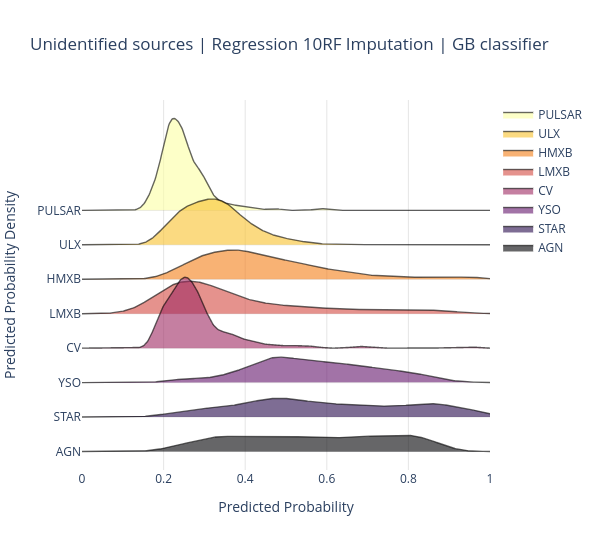 Unidentified sources | Regression 10RF Imputation | GB classifier
Predicted Probability Density
PULSAR
ULX
HMXB
LMXB
CV
YSO
STAR
AGN
0 0.2 0.4 0.6 0.8 1
Predicted Probability
PULSAR
ULX
HMXB
LMXB
CV
YSO
STAR
AGN